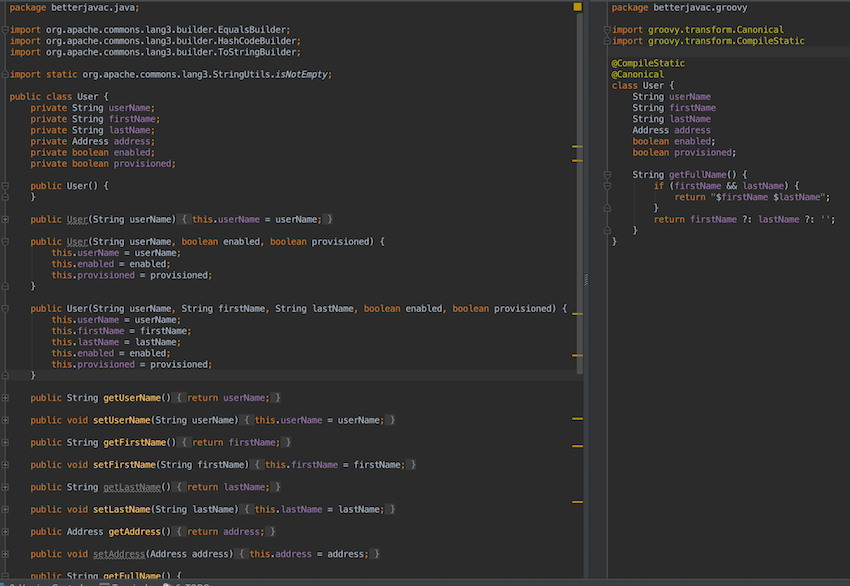 package betterjavac.java;
import org.apache.commons.lang3.builder.EqualsBuilder;
import org.apache.commons.lang3.builder.HashCodeBuilder;
import org.apache.commons.lang3.builder.ToStringBuilder;
import static org.apache.commons.lang3.StringUtils.isNotEmpty;
public class User {
private String userName;
private String firstName;
private String lastName;
private Address address;
private boolean enabled;
private boolean provisioned;
public User() {
}
public User(String userName) { this.userName = userName; }
public User(String userName, boolean enabled, boolean provisioned) {
this.userName = userName;
this.enabled = enabled;
this.provisioned = provisioned;
}
public User(String userName, String firstName, String lastName, boolean enabled, boolean provisioned) {
this.userName = userName;
this.firstName = firstName;
this.lastName = lastName;
this.enabled = enabled;
this.provisioned = provisioned;
}
public String getUserName() { return userName; }
public void setUserName(String userName) { this.userName = userName; }
public String getFirstName() { return firstName; }
public void setFirstName(String firstName) { this.firstName = firstName; }
public String getLastName() { return lastName; }
public void setLastName(String lastName) { this.lastName = lastName; }
public Address getAddress() { return address; }
public void setAddress(Address address) { this.address = address; }
public String getFullName() {
package betterjavac.groovy
import groovy.transform.Canonical
import groovy.transform.CompileStatic
@CompileStatic
@Canonical
class User {
String userName
String firstName
String lastName
Address address
boolean enabled;
boolean provisioned;
String getFullName() {
if (firstName && lastName) {
return "$firstName $lastName";
}
return firstName ?: lastName ?: '';
}
}